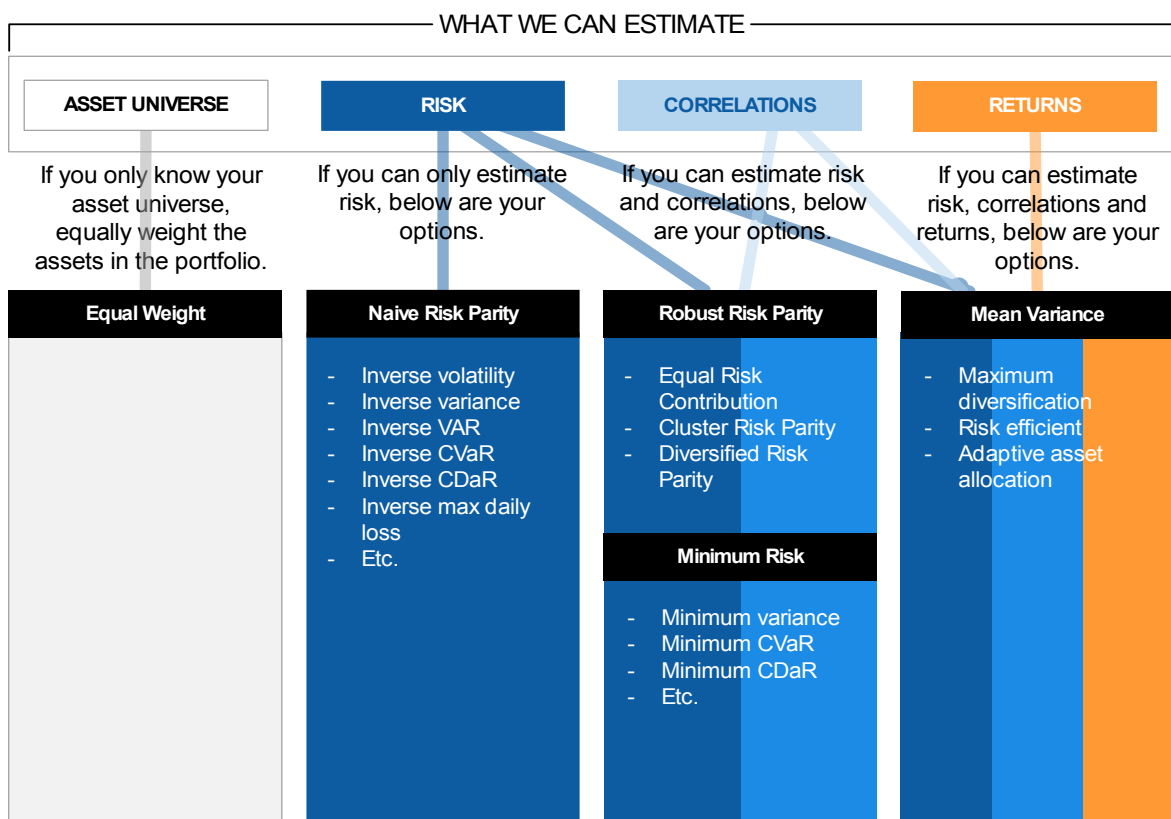 WHAT WE CAN ESTIMATE
ASSET UNIVERSE
RISK
CORRELATIONS
RETURNS
If you only know your
asset universe,
equally weight the
assets in the portfolio.
If you can only estimate
risk, below are your
options.
If you can estimate risk
and correlations, below
are your options.
If you can estimate
risk, correlations and
returns, below are your
options.
Equal Weight
Naive Risk Parity
- Inverse volatility
- Inverse variance
- Inverse VAR
- Inverse CVaR
- Inverse CDaR
- Inverse max daily
loss
- Etc.
Robust Risk Parity
- Equal Risk
Contribution
- Cluster Risk Parity
- Diversified Risk
Parity
Minimum Risk
- Minimum variance
- Minimum CVaR
- Minimum CDaR
- Etc.
Mean Variance
- Maximum
diversification
- Risk efficient
- Adaptive asset
allocation